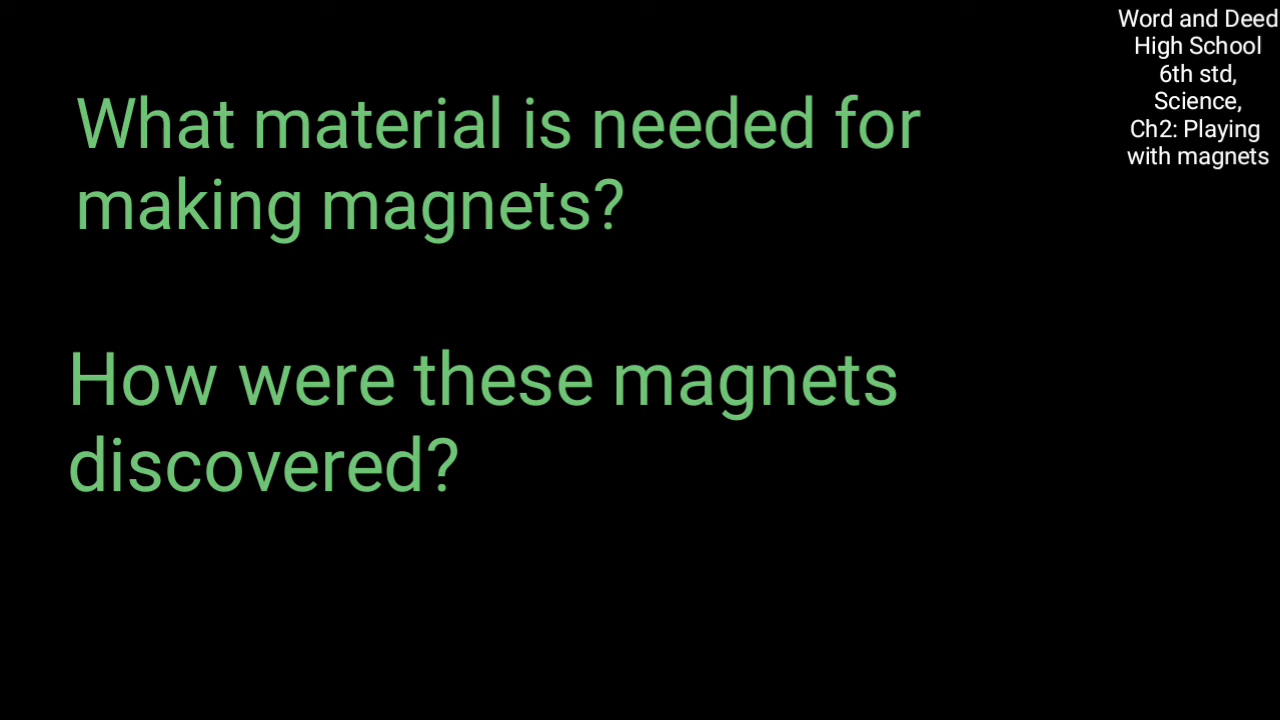 Word and Deed
High School
6th std,
Science,
Ch2: Playing
with magnets
What material is needed for
making magnets?
How were these magnets
discovered?